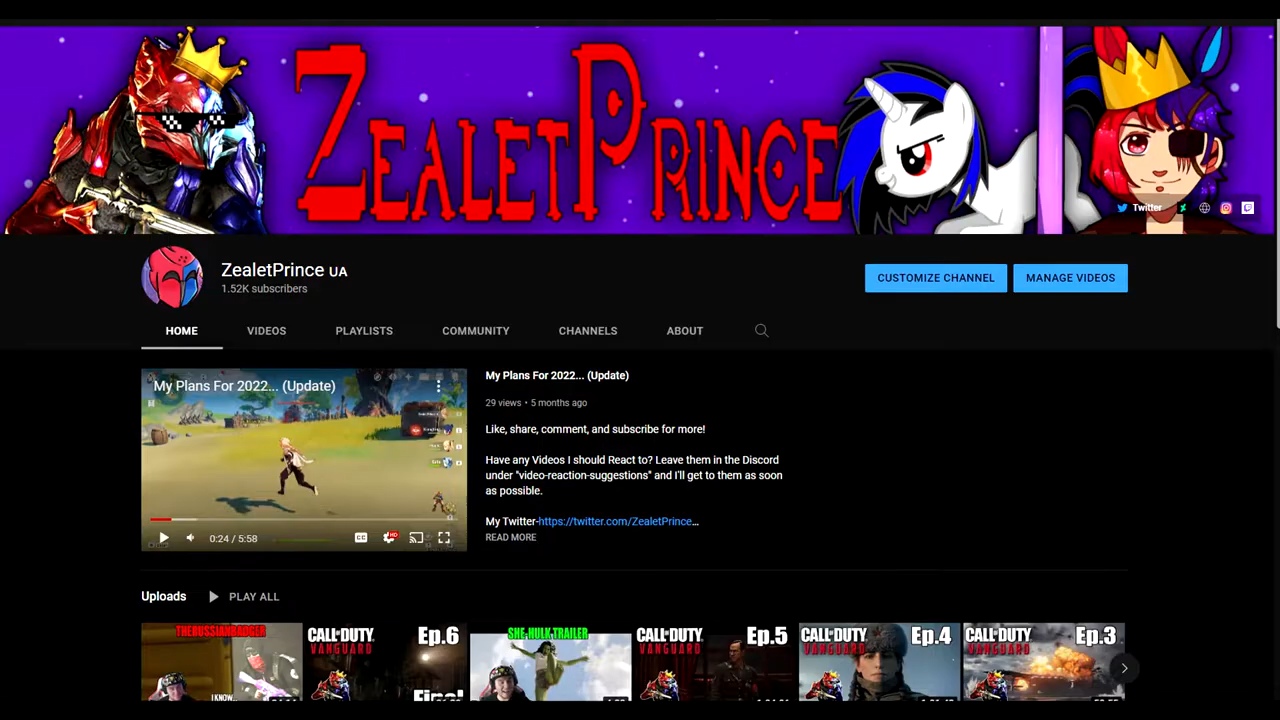 ZEALETPRINCE
Twitter
ZealetPrince UA
1.52K subscribers
CUSTOMIZE CHANNEL
MANAGE VIDEOS
HOME
VIDEOS
PLAYLISTS
COMMUNITY
CHANNELS
ABOUT
My Plans For 2022... (Update)
0:24 / 5:58
CC
HD
My Plans For 2022... (Update)
29 views • 5 months ago
Like, share, comment, and subscribe for more!
Have any Videos I should React to? Leave them in the Discord
under "video-reaction-suggestions" and I'll get to them as soon
as possible.
My Twitter-https://twitter.com/ZealetPrince...
READ MORE
Uploads
PLAY ALL
THERUSSIANBADGER
I KNOW...
CALL OF DUTY
VANGUARD
Ep.6
Final
SHE-HULK TRAILER
CALL OF DUTY
VANGUARD
Ep.5
CALL OF DUTY
VANGUARD
Ep.4
CALL OF DUTY
VANGUARD
Ep.3